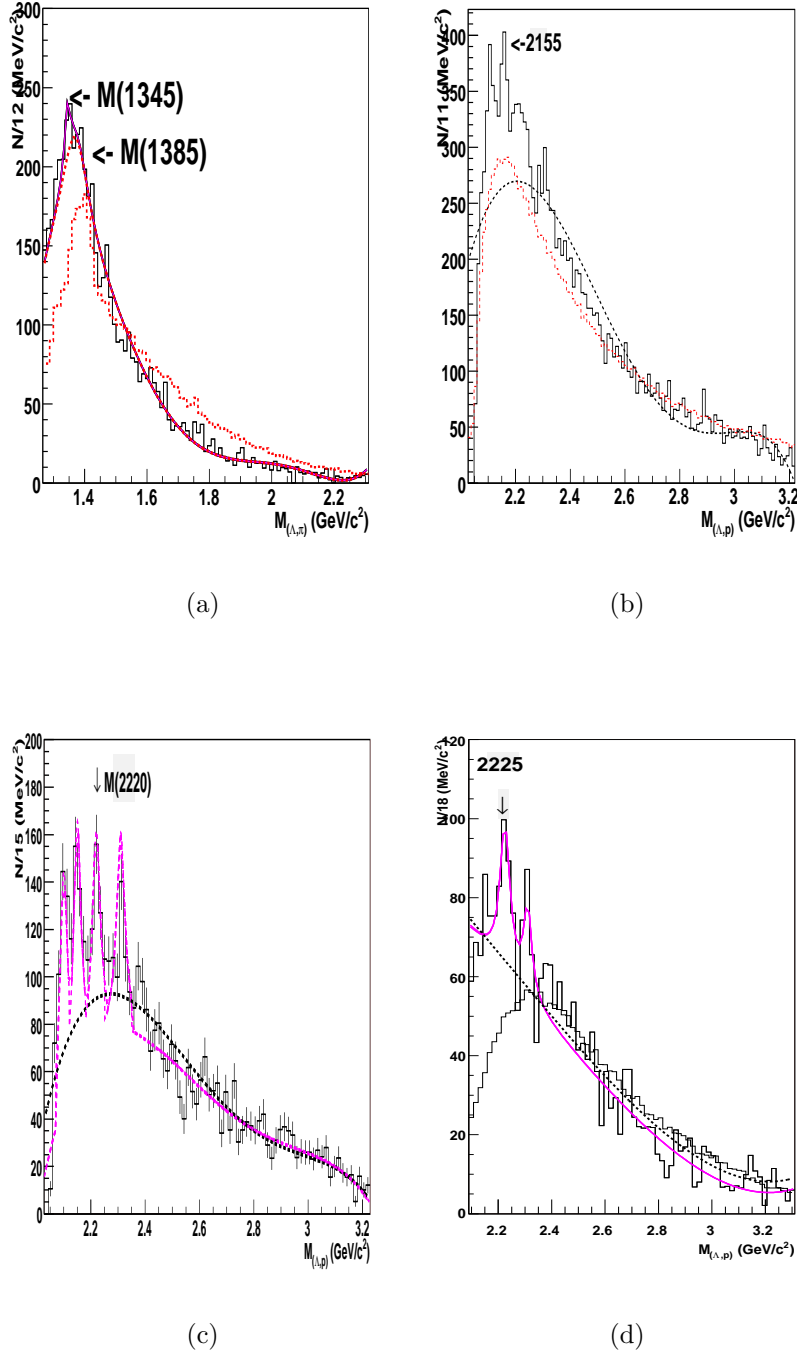 N/12 (MeV/c²)
300
250
200
150
100
50
0
<- M(1345)
<- M(1385)
1.4 1.6 1.8 2 2.2
M(Λ,π) (GeV/c²)
(a)
N/11 (MeV/c²)
400
350
300
250
200
150
100
50
0
<-2155
2.2 2.4 2.6 2.8 3 3.2
M(Λ,p) (GeV/c²)
(b)
N/15 (MeV/c²)
200
180
160
140
120
100
80
60
40
20
0
↓ M(2220)
2.2 2.4 2.6 2.8 3 3.2
M(Λ,p) (GeV/c²)
(c)
N/18 (MeV/c²)
120
100
80
60
40
20
0
2225
↓
2.2 2.4 2.6 2.8 3 3.2
M(Λ,p) (GeV/c²)
(d)